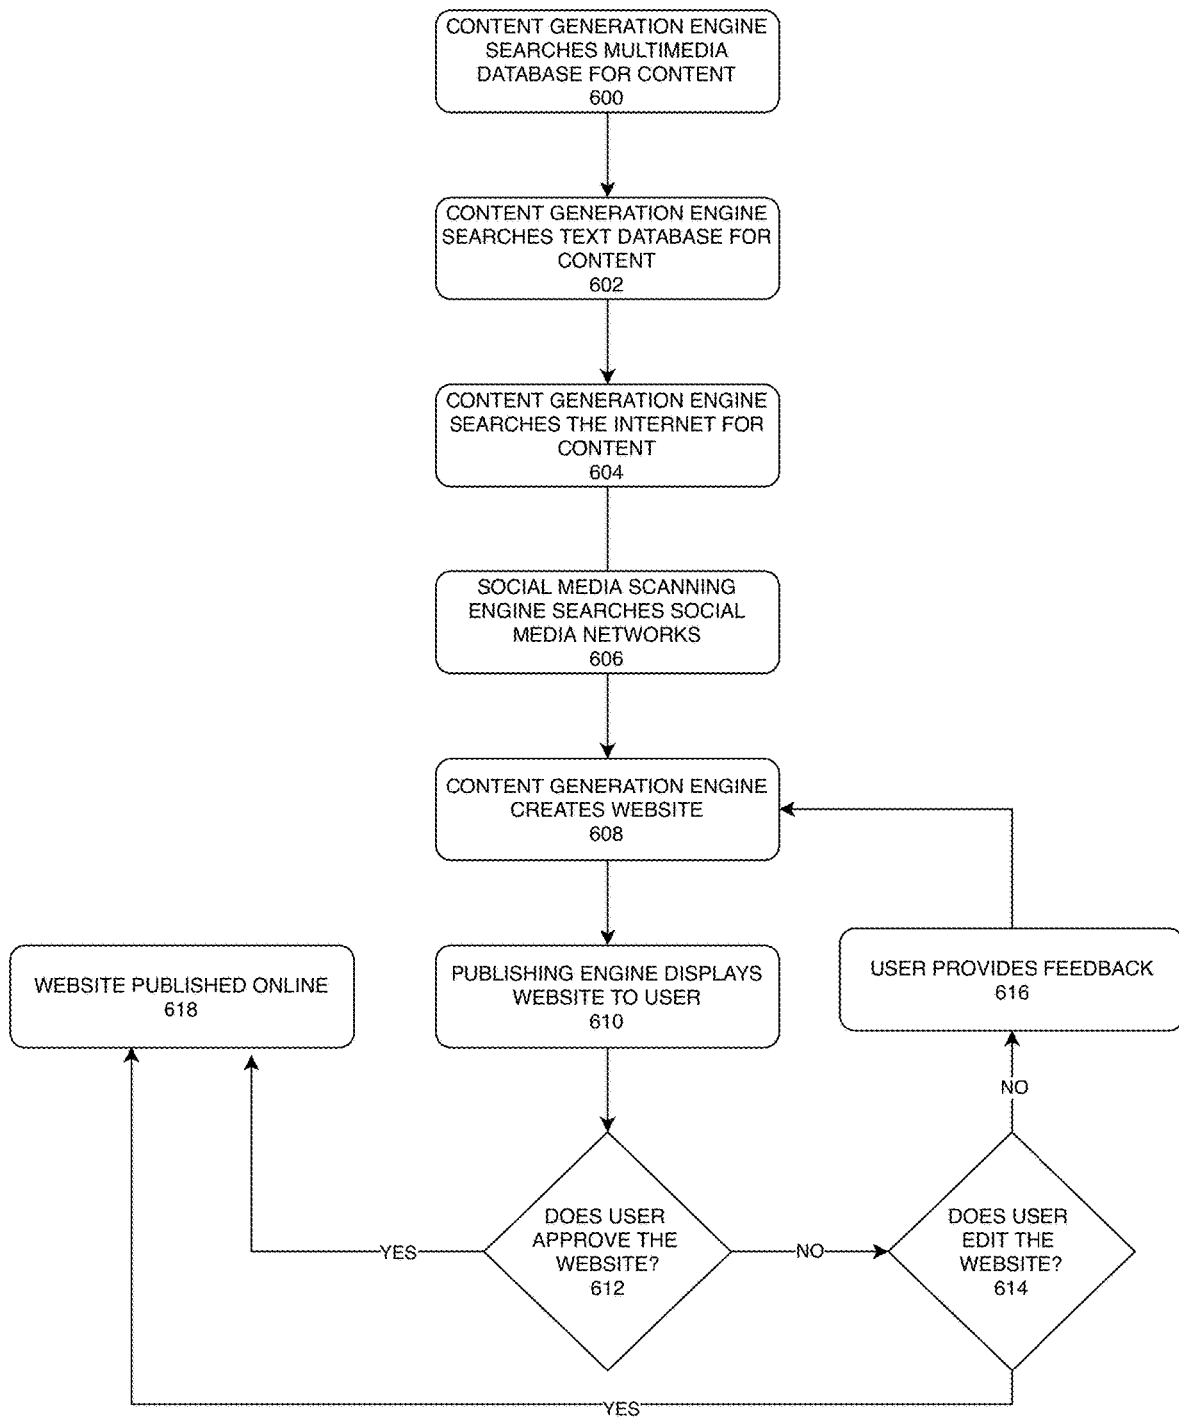 CONTENT GENERATION ENGINE
SEARCHES MULTIMEDIA
DATABASE FOR CONTENT
600
CONTENT GENERATION ENGINE
SEARCHES TEXT DATABASE FOR
CONTENT
602
CONTENT GENERATION ENGINE
SEARCHES THE INTERNET FOR
CONTENT
604
SOCIAL MEDIA SCANNING
ENGINE SEARCHES SOCIAL
MEDIA NETWORKS
606
CONTENT GENERATION ENGINE
CREATES WEBSITE
608
WEBSITE PUBLISHED ONLINE
618
PUBLISHING ENGINE DISPLAYS
WEBSITE TO USER
610
USER PROVIDES FEEDBACK
616
NO
YES
DOES USER
APPROVE THE
WEBSITE?
612
NO
DOES USER
EDIT THE
WEBSITE?
614
YES